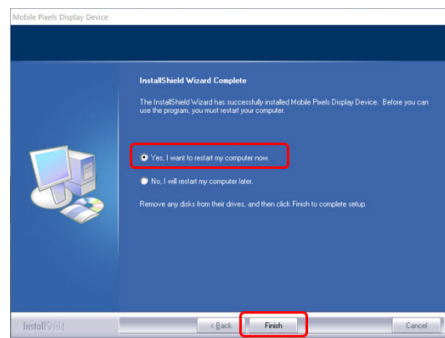 Mobile Pixels Display Device
InstallShield Wizard Complete
The InstallShield Wizard has successfully installed Mobile Pixels Display Device. Before you can
use the program, you must restart your computer.
Yes, I want to restart my computer now.
No, I will restart my computer later.
Remove any disks from their drives, and then click Finish to complete setup.
InstallShield
< Back
Finish
Cancel